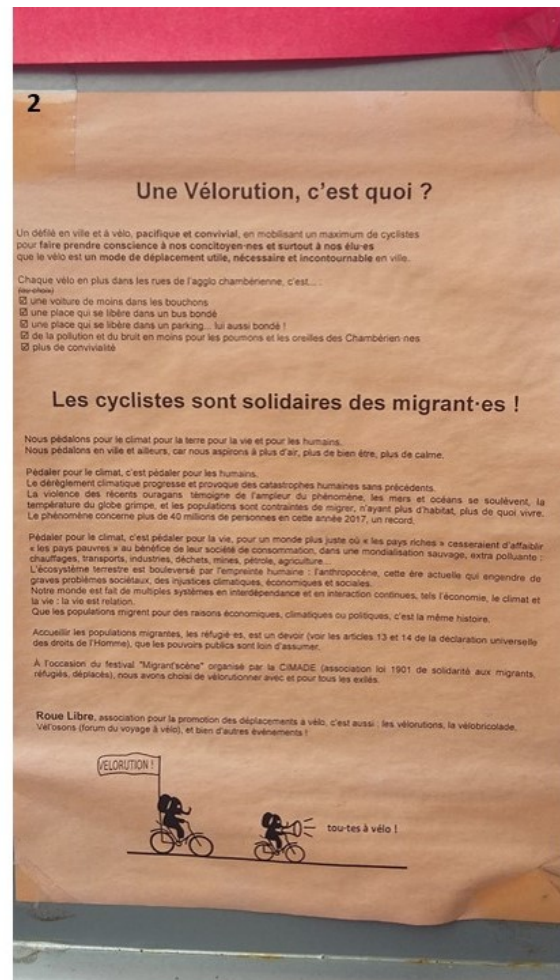 2
Une Vélorution, c'est quoi ?
Un défilé en ville et à vélo, pacifique et convivial, en mobilisant un maximum de cyclistes
pour faire prendre conscience à nos concitoyen·nes et surtout à nos élu·es
que le vélo est un mode de déplacement utile, nécessaire et incontournable en ville.
Chaque vélo en plus dans les rues de l'agglo chambérienne, c'est... :
(au choix)
☑ une voiture de moins dans les bouchons
☑ une place qui se libère dans un bus bondé
☑ une place qui se libère dans un parking... lui aussi bondé !
☑ de la pollution et du bruit en moins pour les poumons et les oreilles des Chambérien·nes
☑ plus de convivialité
Les cyclistes sont solidaires des migrant·es !
Nous pédalons pour le climat pour la terre pour la vie et pour les humains.
Nous pédalons en ville et ailleurs, car nous aspirons à plus d'air, plus de bien être, plus de calme.
Pédaler pour le climat, c'est pédaler pour les humains.
Le dérèglement climatique progresse et provoque des catastrophes humaines sans précédents.
La violence des récents ouragans témoigne de l'ampleur du phénomène, les mers et océans se soulèvent, la
température du globe grimpe, et les populations sont contraintes de migrer, n'ayant plus d'habitat, plus de quoi vivre.
Le phénomène concerne plus de 40 millions de personnes en cette année 2017, un record.
Pédaler pour le climat, c'est pédaler pour la vie, pour un monde plus juste où « les pays riches » cesseraient d'affaiblir
« les pays pauvres » au bénéfice de leur société de consommation, dans une mondialisation sauvage, extra polluante :
chauffages, transports, industries, déchets, mines, pétrole, agriculture...
L'écosystème terrestre est bouleversé par l'empreinte humaine : l'anthropocène, cette ère actuelle qui engendre de
graves problèmes sociétaux, des injustices climatiques, économiques et sociales.
Notre monde est fait de multiples systèmes en interdépendance et en interaction continues, tels l'économie, le climat et
la vie : la vie est relation.
Que les populations migrent pour des raisons économiques, climatiques ou politiques, c'est la même histoire.
Accueillir les populations migrantes, les réfugié·es, est un devoir (voir les articles 13 et 14 de la déclaration universelle
des droits de l'Homme), que les pouvoirs publics sont loin d'assumer.
À l'occasion du festival "Migrant'scène" organisé par la CIMADE (association loi 1901 de solidarité aux migrants,
réfugiés, déplacés), nous avons choisi de vélorutionner avec et pour tous les exilés.
Roue Libre, association pour la promotion des déplacements à vélo, c'est aussi : les vélorutions, la vélobricolade,
Vél'osons (forum du voyage à vélo), et bien d'autres événements !
VELORUTION !
tou·tes à vélo !